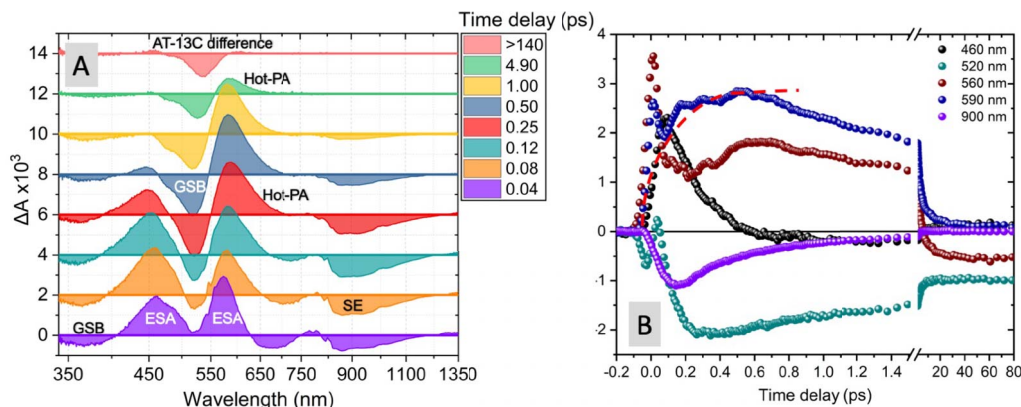 Time delay (ps)
A
AT-13C difference
Hot-PA
GSB
Hot-PA
ESA
ESA
GSB
SE
14
12
10
8
6
4
2
0
ΔA x10³
350 450 550 650 750 900 1100 1350
Wavelength (nm)
>140
4.90
1.00
0.50
0.25
0.12
0.08
0.04
B
460 nm
520 nm
560 nm
590 nm
900 nm
4
3
2
1
0
-1
-2
-0.2 0.0 0.2 0.4 0.6 0.8 1.0 1.2 1.4 20 40 60 80
Time delay (ps)